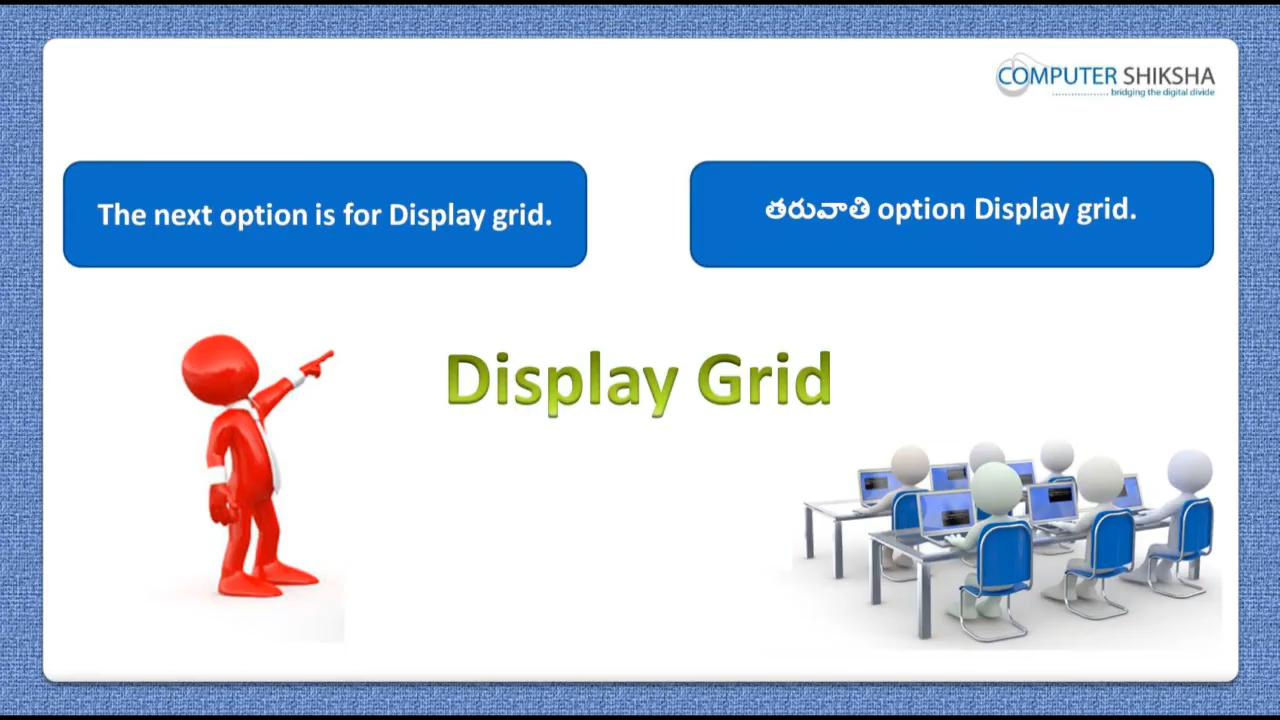 COMPUTER SHIKSHA
bridging the digital divide
The next option is for Display grid.
తరువాతి option Display grid.
Display Grid